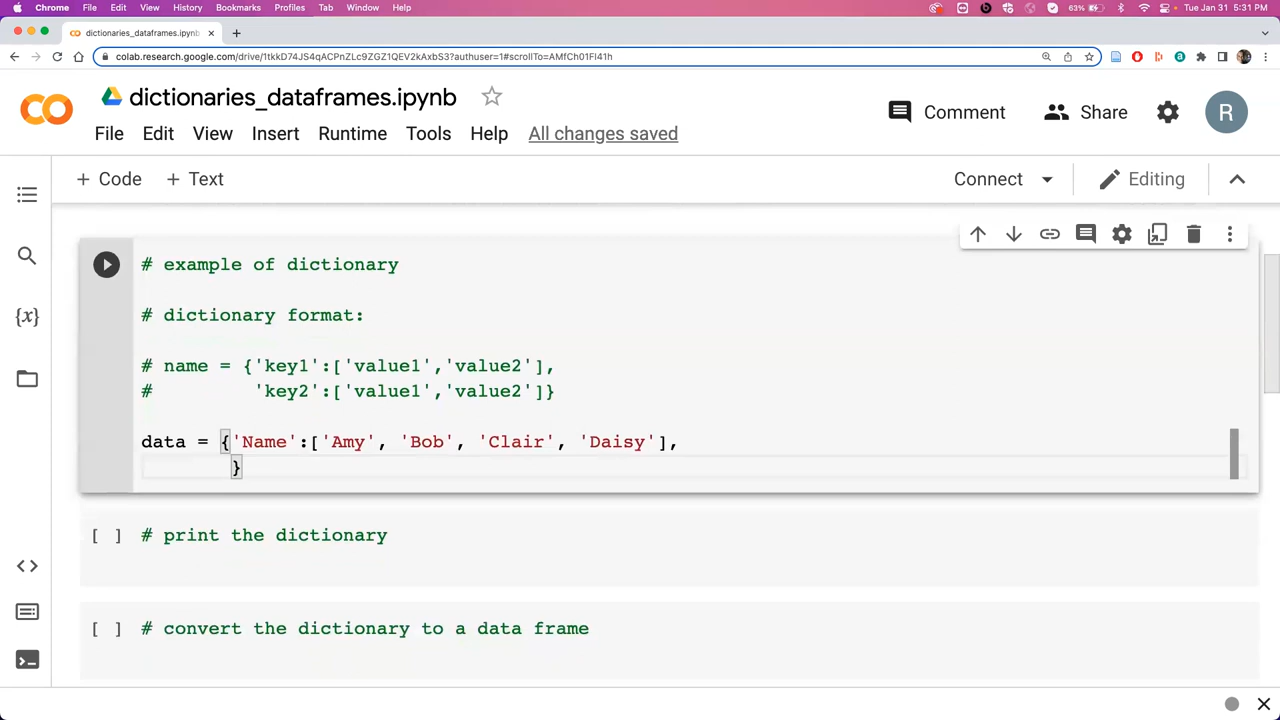 Chrome File Edit View History Bookmarks Profiles Tab Window Help 63% Tue Jan 31 5:31 PM
dictionaries_dataframes.ipynb
colab.research.google.com/drive/1tkkD74JS4qACPnZLc9ZGZ1QEV2kAxbS3?authuser=1#scrollTo=AMfCh01Fl41h
dictionaries_dataframes.ipynb
Comment Share R
File Edit View Insert Runtime Tools Help All changes saved
+ Code + Text Connect Editing
# example of dictionary
# dictionary format:
# name = {'key1':['value1','value2'],
# 'key2':['value1','value2']}
data = {'Name':['Amy', 'Bob', 'Clair', 'Daisy'],
}
[ ] # print the dictionary
[ ] # convert the dictionary to a data frame
{x}